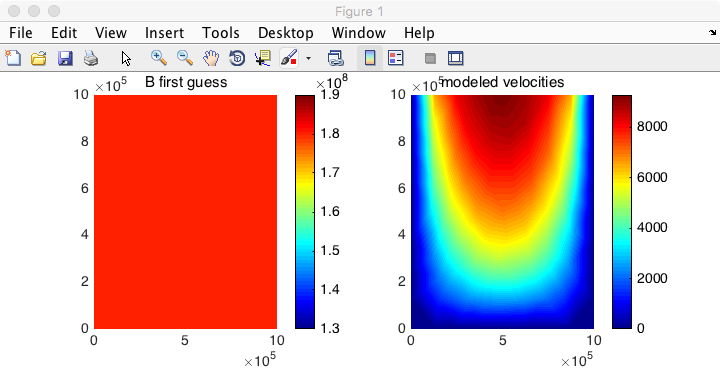 Figure 1
File Edit View Insert Tools Desktop Window Help
×10^5 B first guess ×10^8 ×10^5 modeled velocities
10 1.9 10
8 1.8 8 8000
1.7
6 6 6000
1.6
4 4 4000
1.5
2 1.4 2 2000
0 1.3 0 0
0 5 10 0 5 10
×10^5 ×10^5